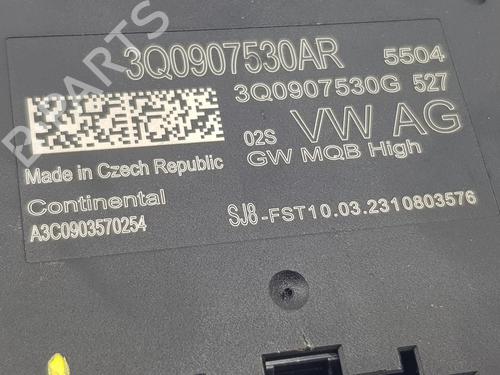 3Q0907530AR 5504
3Q0907530G 527
02S VW AG
GW MQB High
Made in Czech Republic
Continental
A3C0903570254
SJ8-FST10.03.2310803576
B PARTS